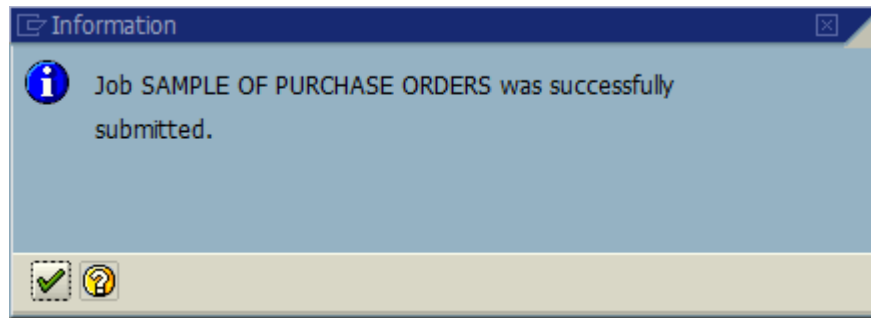 Information
Job SAMPLE OF PURCHASE ORDERS was successfully
submitted.